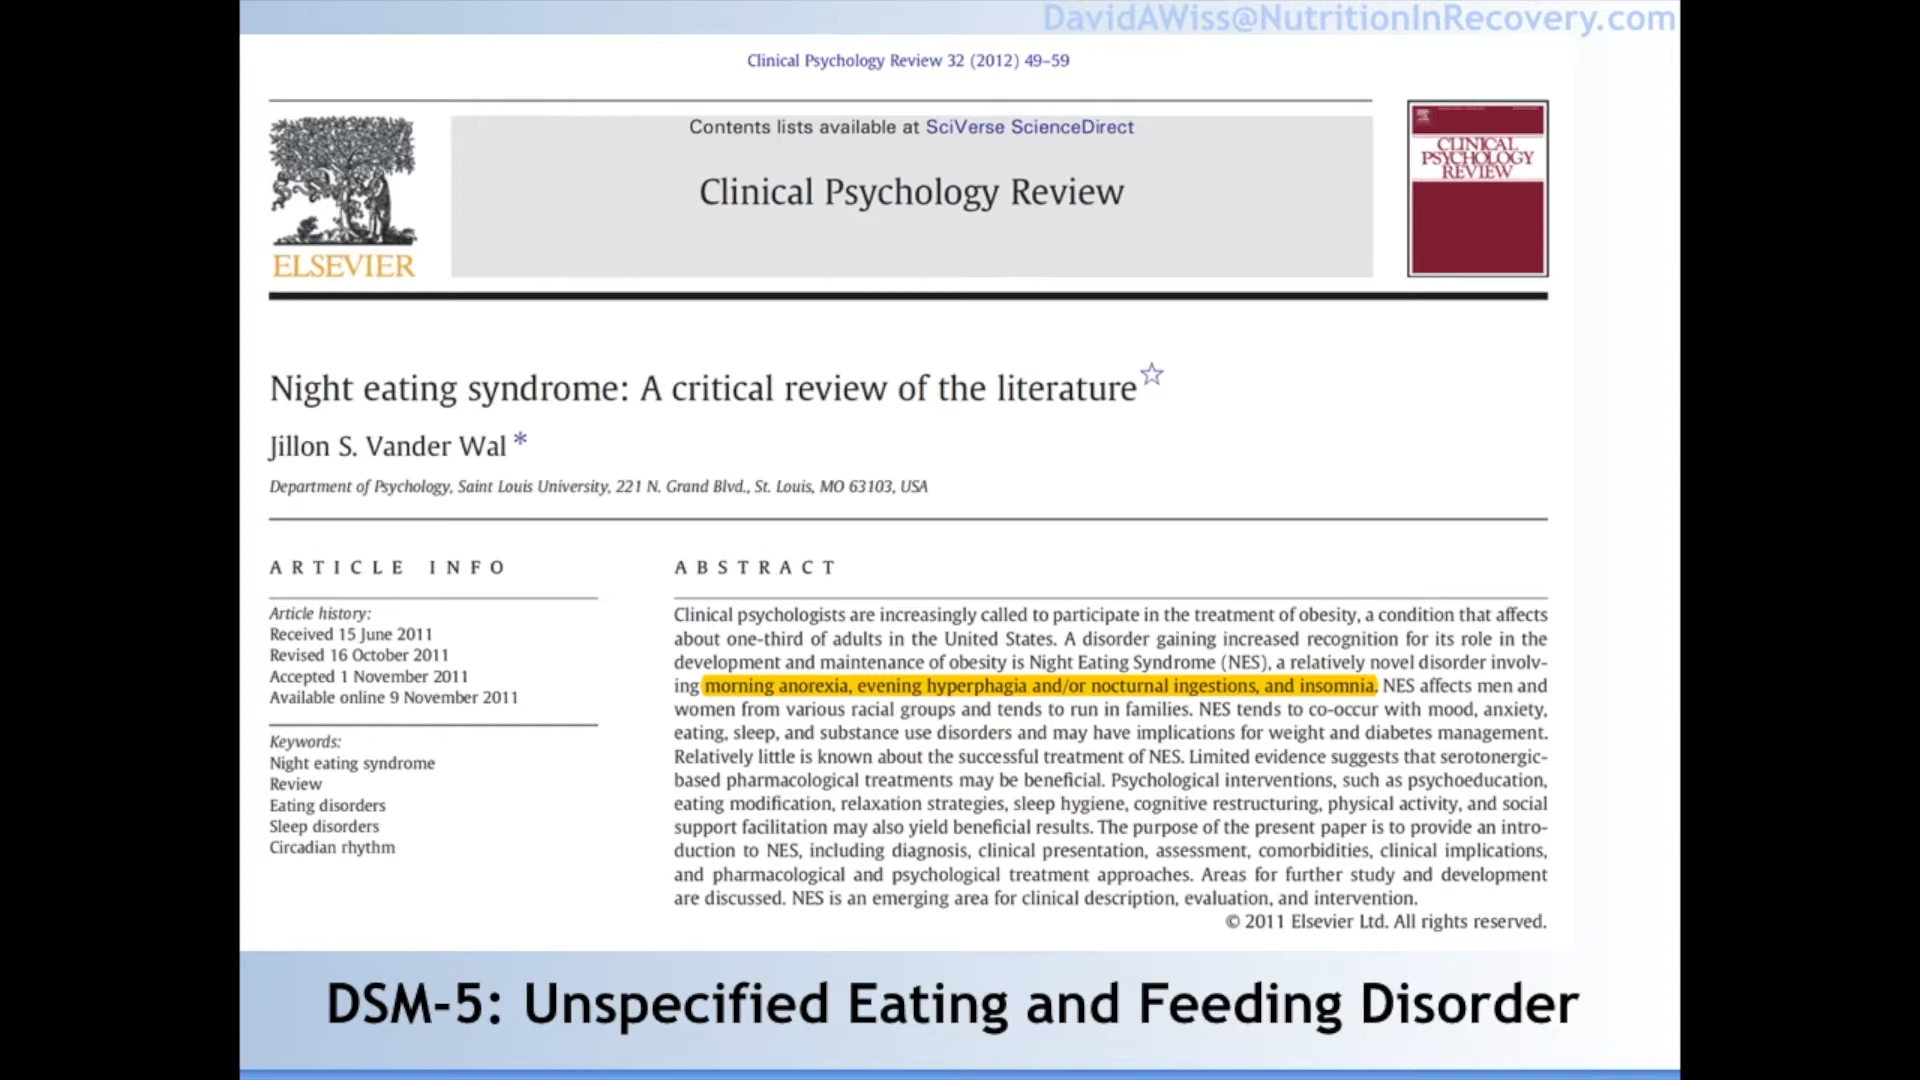 DavidAWiss@NutritionInRecovery.com
Clinical Psychology Review 32 (2012) 49–59
Contents lists available at SciVerse ScienceDirect
Clinical Psychology Review
ELSEVIER
CLINICAL
PSYCHOLOGY
REVIEW
Night eating syndrome: A critical review of the literature☆
Jillon S. Vander Wal *
Department of Psychology, Saint Louis University, 221 N. Grand Blvd., St. Louis, MO 63103, USA
ARTICLE INFO
Article history:
Received 15 June 2011
Revised 16 October 2011
Accepted 1 November 2011
Available online 9 November 2011
Keywords:
Night eating syndrome
Review
Eating disorders
Sleep disorders
Circadian rhythm
ABSTRACT
Clinical psychologists are increasingly called to participate in the treatment of obesity, a condition that affects
about one-third of adults in the United States. A disorder gaining increased recognition for its role in the
development and maintenance of obesity is Night Eating Syndrome (NES), a relatively novel disorder involv-
ing morning anorexia, evening hyperphagia and/or nocturnal ingestions, and insomnia. NES affects men and
women from various racial groups and tends to run in families. NES tends to co-occur with mood, anxiety,
eating, sleep, and substance use disorders and may have implications for weight and diabetes management.
Relatively little is known about the successful treatment of NES. Limited evidence suggests that serotonergic-
based pharmacological treatments may be beneficial. Psychological interventions, such as psychoeducation,
eating modification, relaxation strategies, sleep hygiene, cognitive restructuring, physical activity, and social
support facilitation may also yield beneficial results. The purpose of the present paper is to provide an intro-
duction to NES, including diagnosis, clinical presentation, assessment, comorbidities, clinical implications,
and pharmacological and psychological treatment approaches. Areas for further study and development
are discussed. NES is an emerging area for clinical description, evaluation, and intervention.
© 2011 Elsevier Ltd. All rights reserved.
DSM-5: Unspecified Eating and Feeding Disorder